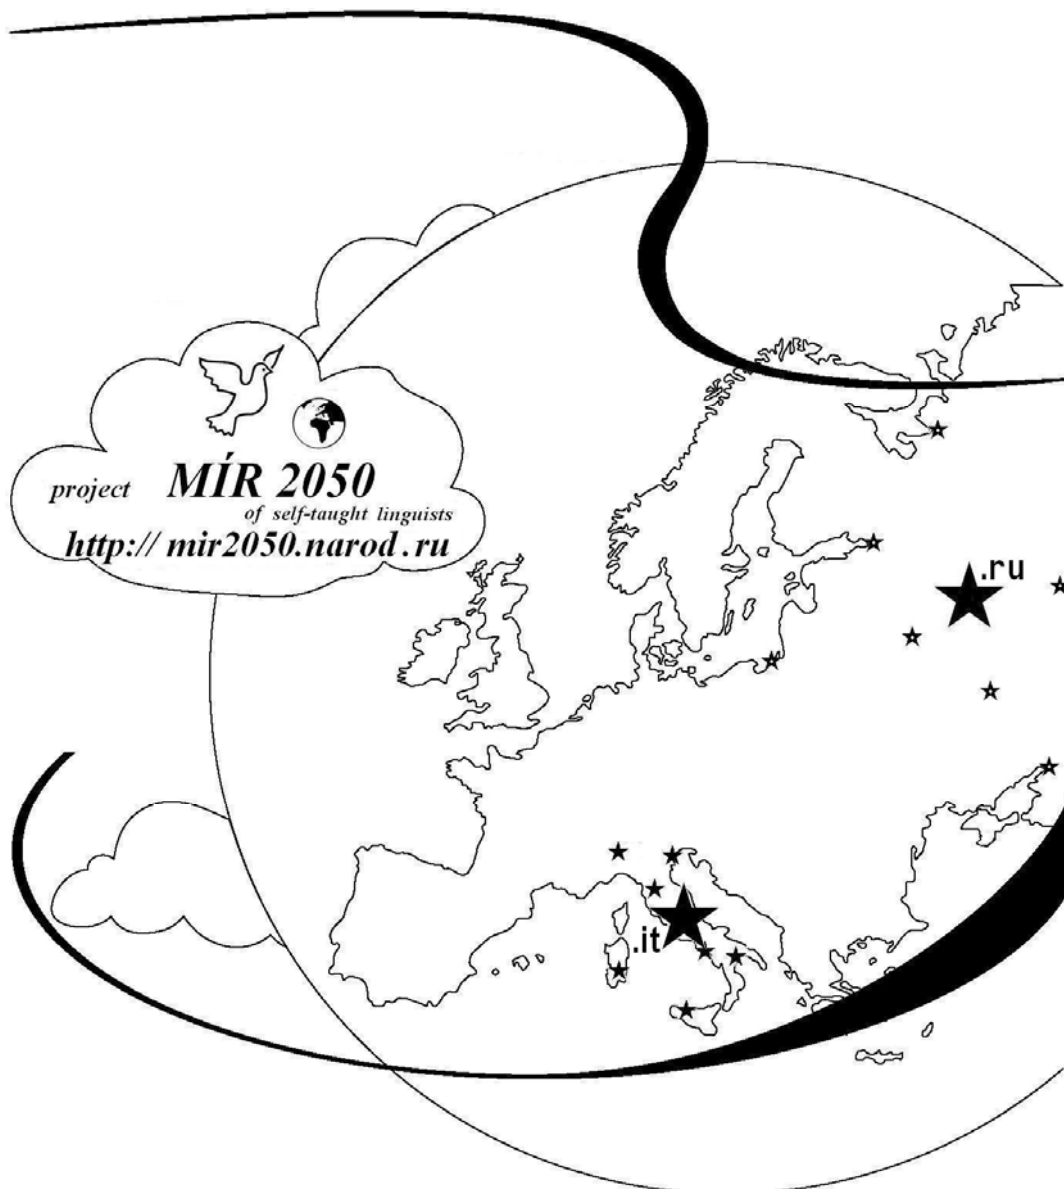 project MÍR 2050
of self-taught linguists
http:// mir2050.narod.ru
.ru
.it